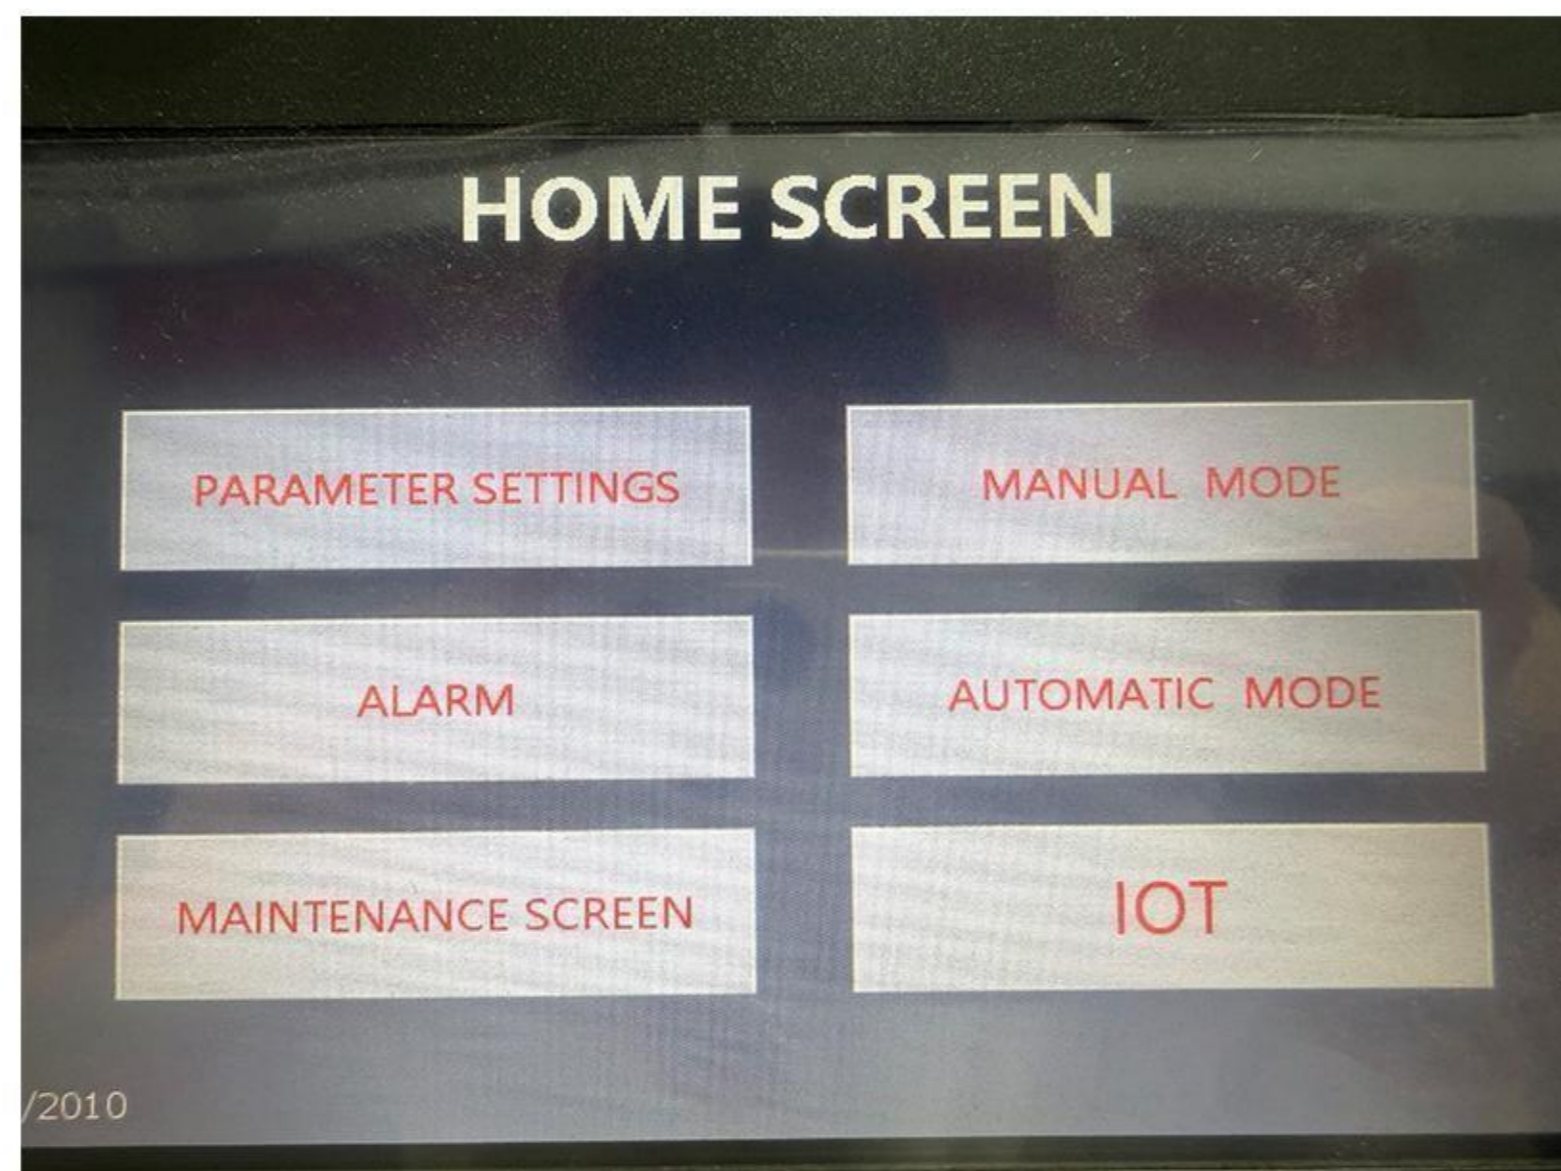 HOME SCREEN
PARAMETER SETTINGS
MANUAL MODE
ALARM
AUTOMATIC MODE
MAINTENANCE SCREEN
IOT
/2010